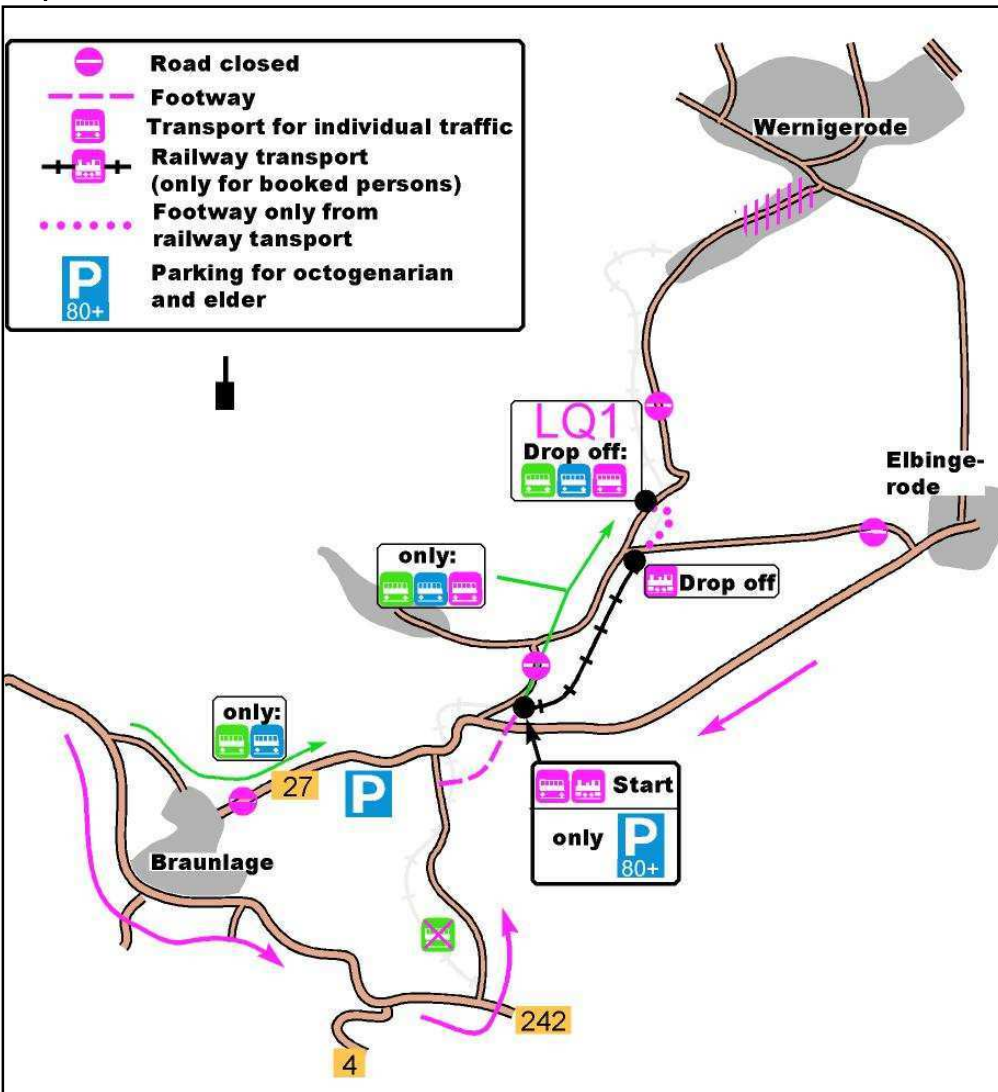 Road closed
Footway
Transport for individual traffic
Railway transport
(only for booked persons)
Footway only from
railway tansport
P
80+
Parking for octogenarian
and elder
Wernigerode
LQ1
Drop off:
Elbinge-
rode
only:
Drop off
only:
27
P
Start
only
P
80+
Braunlage
242
4